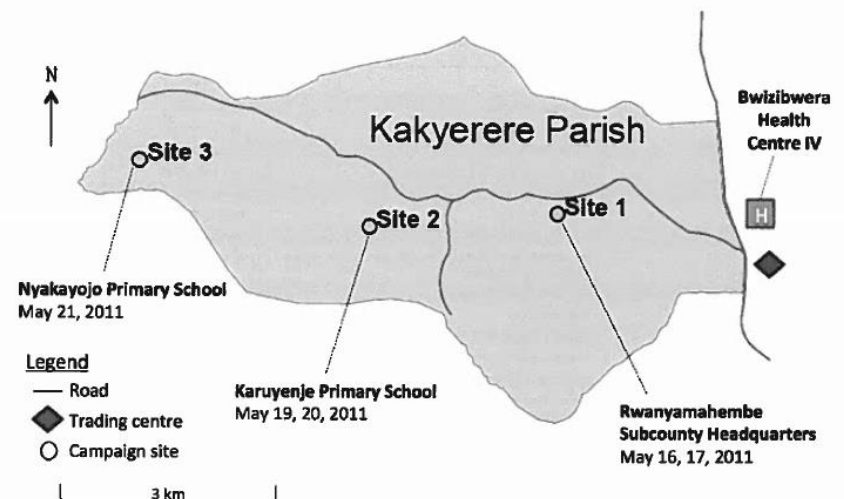 N
Kakyerere Parish
Bwizibwera
Health
Centre IV
H
Site 3
Site 2
Site 1
Nyakayojo Primary School
May 21, 2011
Karuyenje Primary School
May 19, 20, 2011
Rwanyamahembe
Subcounty Headquarters
May 16, 17, 2011
Legend
Road
Trading centre
Campaign site
3 km